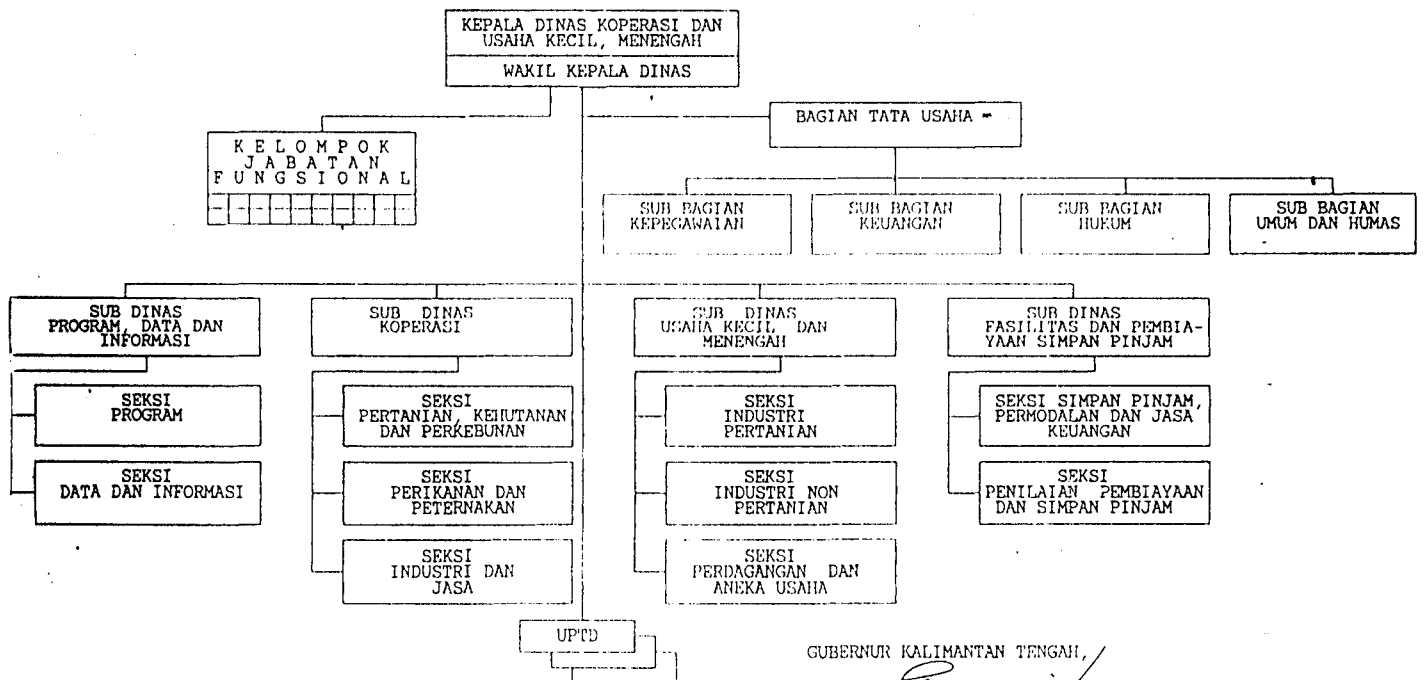 KEPALA DINAS KOPERASI DAN
USAHA KECIL, MENENGAH
WAKIL KEPALA DINAS
BAGIAN TATA USAHA
KELOMPOK
JABATAN
FUNGSIONAL
SUB BAGIAN
KEPEGAWAIAN
SUB BAGIAN
KEUANGAN
SUB BAGIAN
HUKUM
SUB BAGIAN
UMUM DAN HUMAS
SUB DINAS
PROGRAM, DATA DAN
INFORMASI
SUB DINAS
KOPERASI
SUB DINAS
USAHA KECIL DAN
MENENGAH
SUB DINAS
FASILITAS DAN PEMBIA-
YAAN SIMPAN PINJAM
SEKSI
PROGRAM
SEKSI
PERTANIAN, KEHUTANAN
DAN PERKEBUNAN
SEKSI
INDUSTRI
PERTANIAN
SEKSI SIMPAN PINJAM,
PERMODALAN DAN JASA
KEUANGAN
SEKSI
DATA DAN INFORMASI
SEKSI
PERIKANAN DAN
PETERNAKAN
SEKSI
INDUSTRI NON
PERTANIAN
SEKSI
PENILAIAN PEMBIAYAAN
DAN SIMPAN PINJAM
SEKSI
INDUSTRI DAN
JASA
SEKSI
PERDAGANGAN DAN
ANEKA USAHA
UPTD
GUBERNUR KALIMANTAN TENGAH,